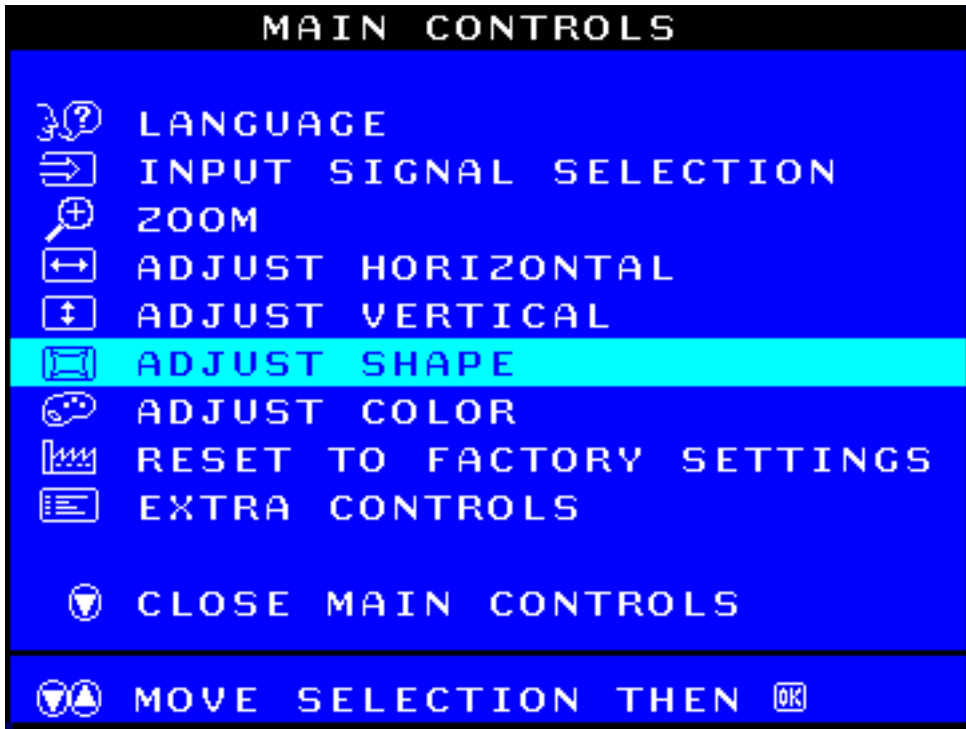 MAIN CONTROLS
LANGUAGE
INPUT SIGNAL SELECTION
ZOOM
ADJUST HORIZONTAL
ADJUST VERTICAL
ADJUST SHAPE
ADJUST COLOR
RESET TO FACTORY SETTINGS
EXTRA CONTROLS
CLOSE MAIN CONTROLS
MOVE SELECTION THEN OK